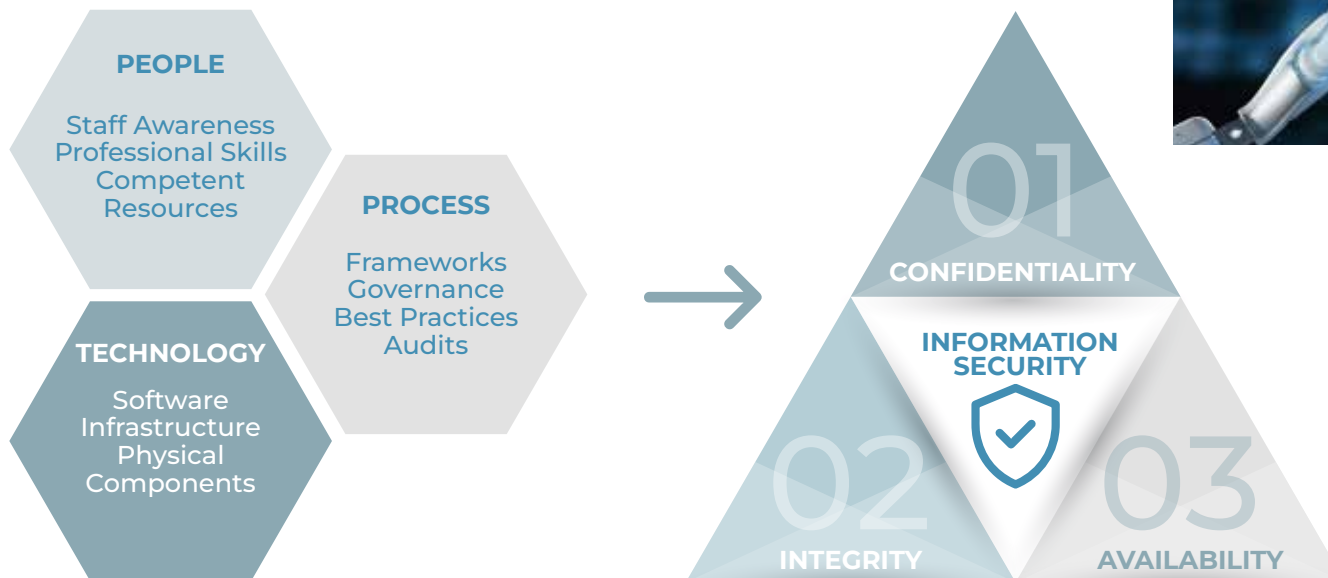 PEOPLE
Staff Awareness
Professional Skills
Competent
Resources
PROCESS
Frameworks
Governance
Best Practices
Audits
TECHNOLOGY
Software
Infrastructure
Physical
Components
01
CONFIDENTIALITY
INFORMATION
SECURITY
02
INTEGRITY
03
AVAILABILITY